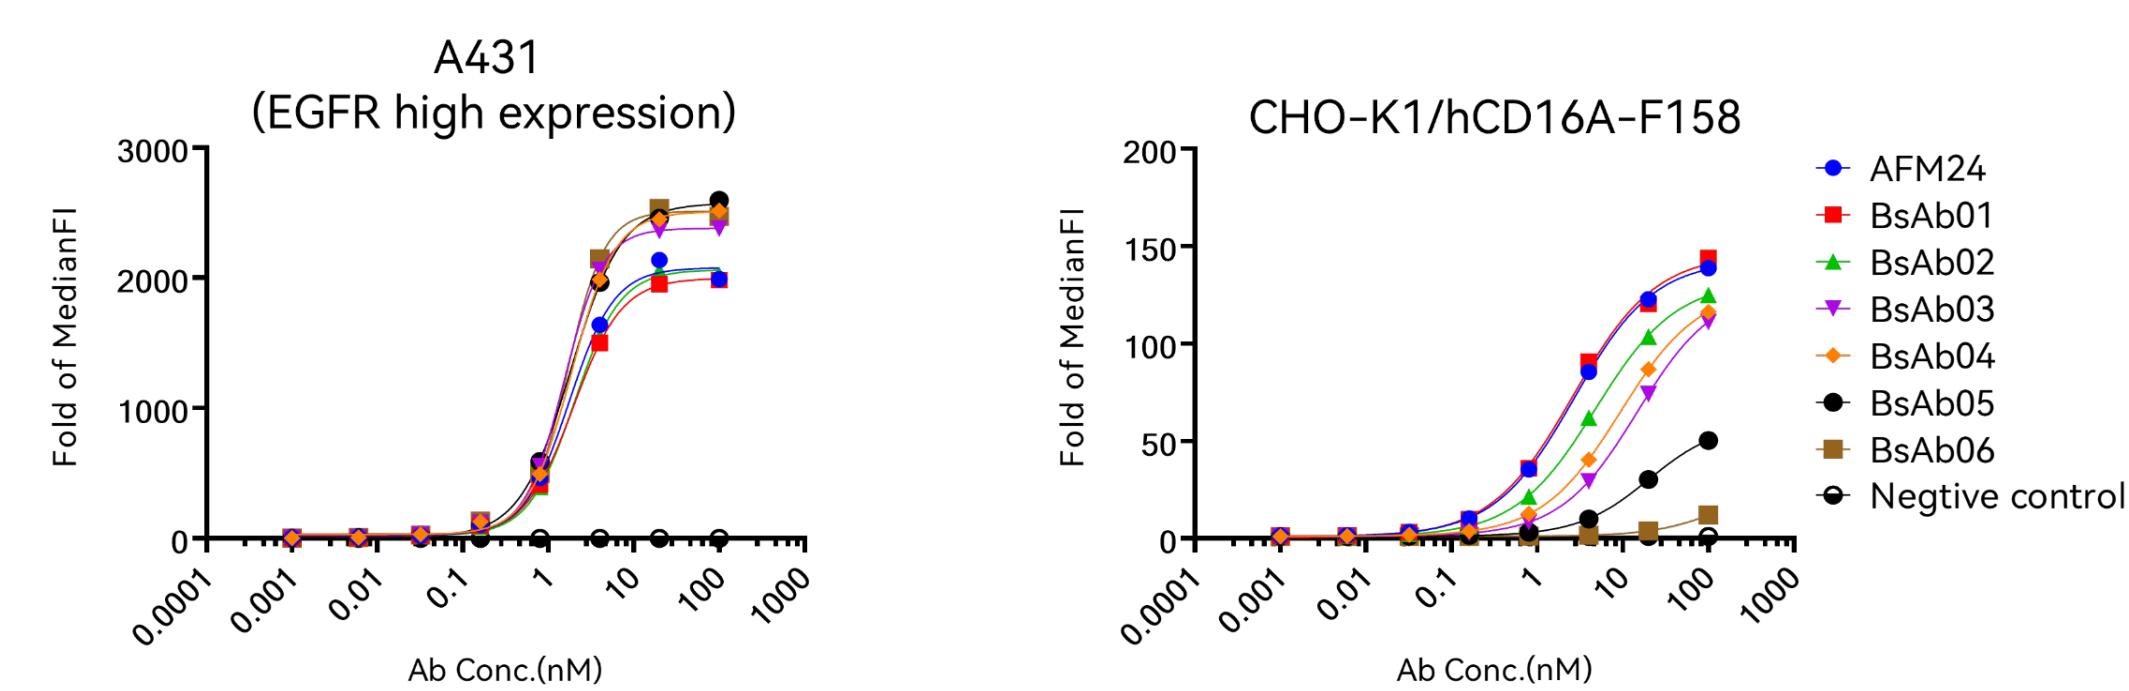 A431
(EGFR high expression)
3000
2000
1000
0
Fold of MedianFI
0.0001
0.001
0.01
0.1
1
10
100
1000
Ab Conc.(nM)
CHO-K1/hCD16A-F158
200
150
100
50
0
Fold of MedianFI
0.0001
0.001
0.01
0.1
1
10
100
1000
Ab Conc.(nM)
AFM24
BsAb01
BsAb02
BsAb03
BsAb04
BsAb05
BsAb06
Negtive control